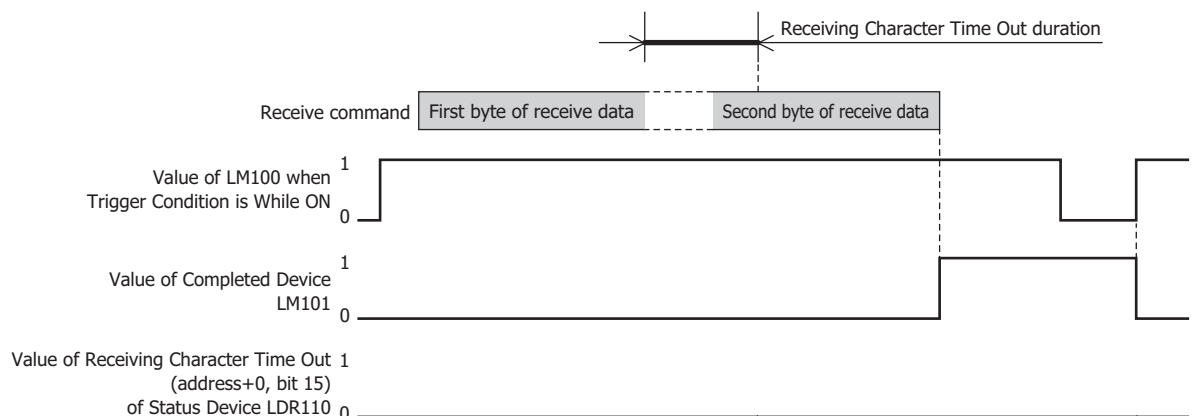 Receiving Character Time Out duration
Receive command
First byte of receive data
Second byte of receive data
1
Value of LM100 when
Trigger Condition is While ON
0
1
Value of Completed Device
LM101
0
Value of Receiving Character Time Out 1
(address+0, bit 15)
of Status Device LDR110 0